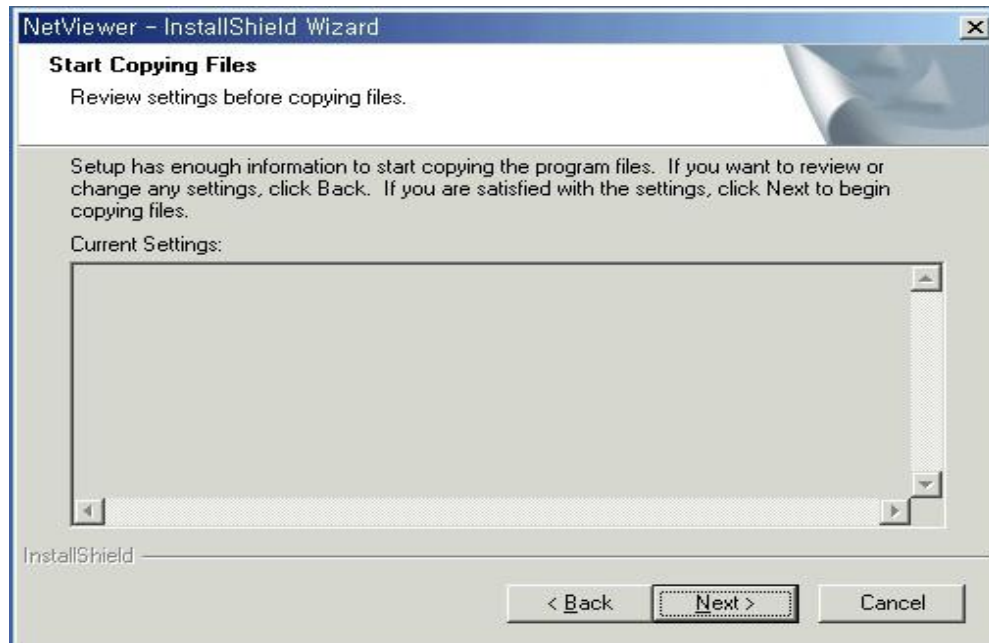 NetViewer - InstallShield Wizard
Start Copying Files
Review settings before copying files.
Setup has enough information to start copying the program files.  If you want to review or
change any settings, click Back.  If you are satisfied with the settings, click Next to begin
copying files.
Current Settings:
InstallShield
< Back
Next >
Cancel